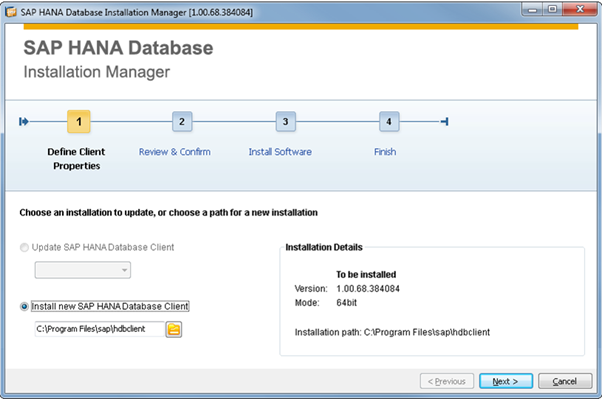 SAP HANA Database Installation Manager [1.00.68.384084]
SAP HANA Database
Installation Manager
1
2
3
4
Define Client
Properties
Review & Confirm
Install Software
Finish
Choose an installation to update, or choose a path for a new installation
Update SAP HANA Database Client
Install new SAP HANA Database Client
C:\Program Files\sap\hdbclient
Installation Details
To be installed
Version: 1.00.68.384084
Mode: 64bit
Installation path: C:\Program Files\sap\hdbclient
< Previous
Next >
Cancel